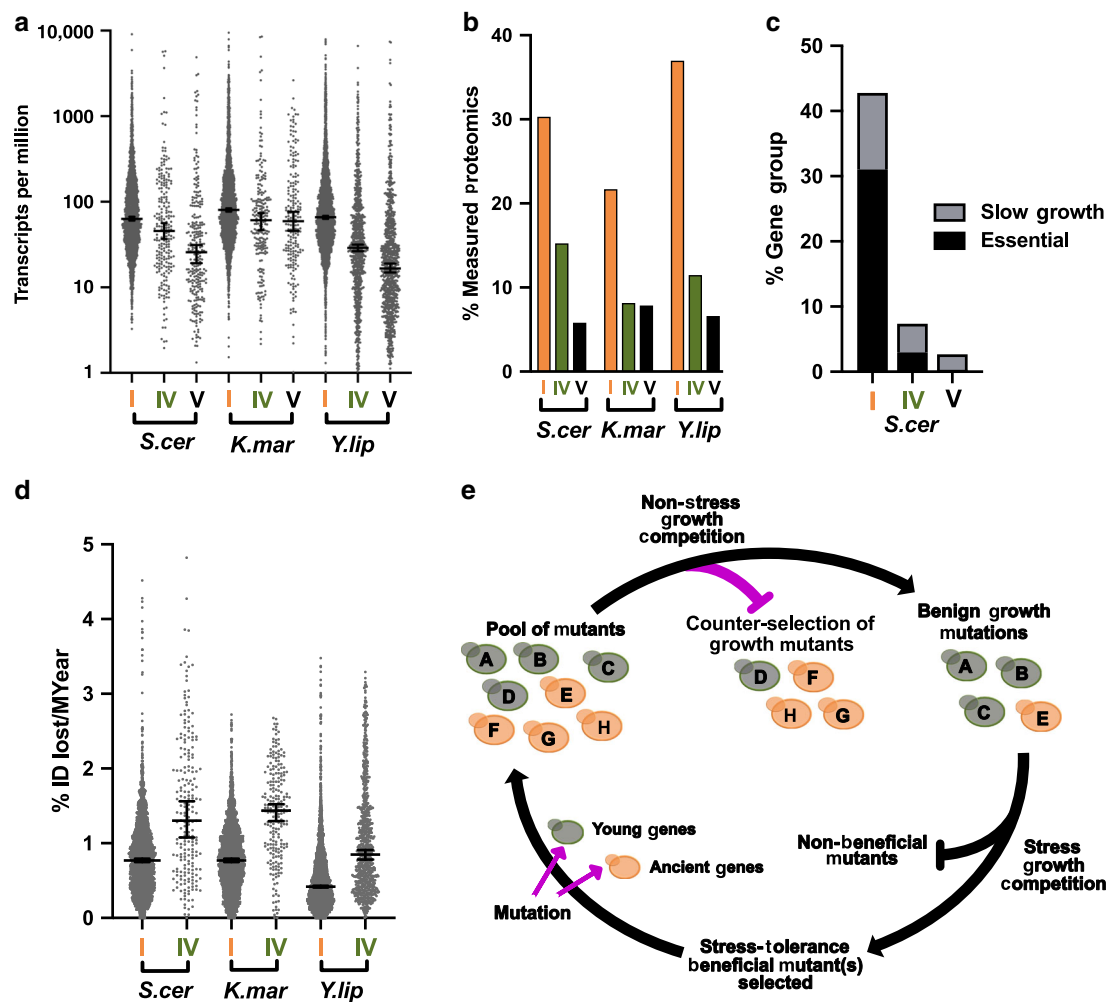 a
Transcripts per million
10,000
1000
100
10
1
I IV V I IV V I IV V
S.cer K.mar Y.lip
b
% Measured proteomics
40
30
20
10
0
I IV V I IV V I IV V
S.cer K.mar Y.lip
c
% Gene group
50
40
30
20
10
0
I IV V
S.cer
Slow growth
Essential
d
% ID lost/MYear
5
4
3
2
1
0
I IV I IV I IV
S.cer K.mar Y.lip
e
Non-stress
growth
competition
Pool of mutants
A B C
D E
F G H
Counter-selection of
growth mutants
D F
H G
Benign growth
mutations
A B
C E
Young genes
Ancient genes
Mutation
Non-beneficial
mutants
Stress
growth
competition
Stress-tolerance
beneficial mutant(s)
selected